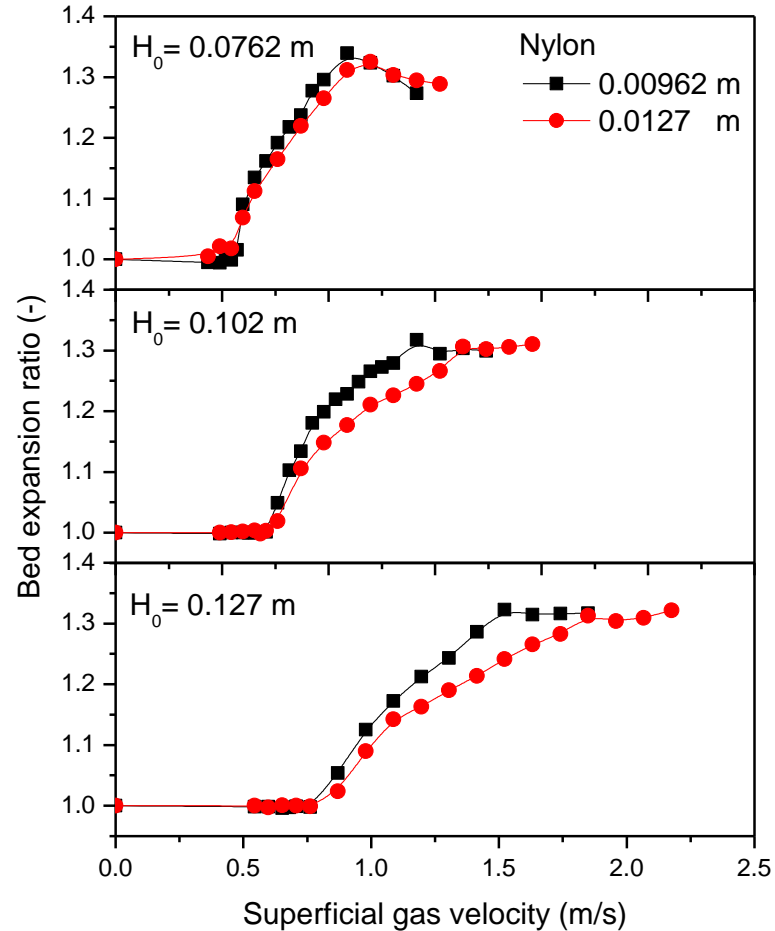 H0= 0.0762 m
Nylon
0.00962 m
0.0127 m
1.4
1.3
1.2
1.1
1.0
H0= 0.102 m
1.4
1.3
1.2
1.1
1.0
H0= 0.127 m
1.4
1.3
1.2
1.1
1.0
Bed expansion ratio (-)
0.0 0.5 1.0 1.5 2.0 2.5
Superficial gas velocity (m/s)